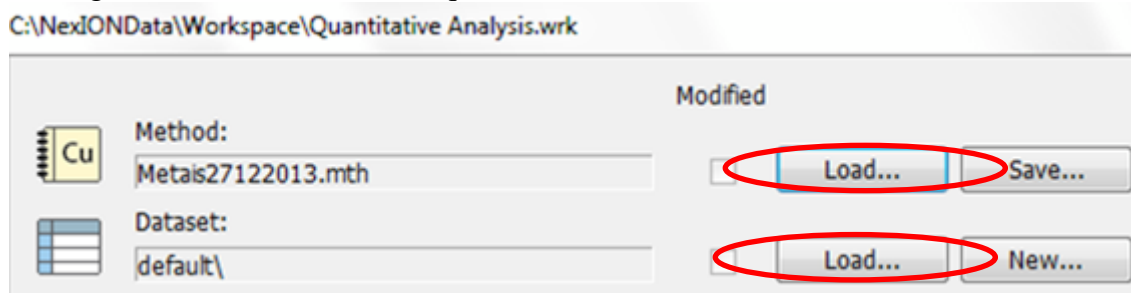 C:\NexIONData\Workspace\Quantitative Analysis.wrk
Modified
Cu
Method:
Metais27122013.mth Load... Save...
Dataset:
default\ Load... New...